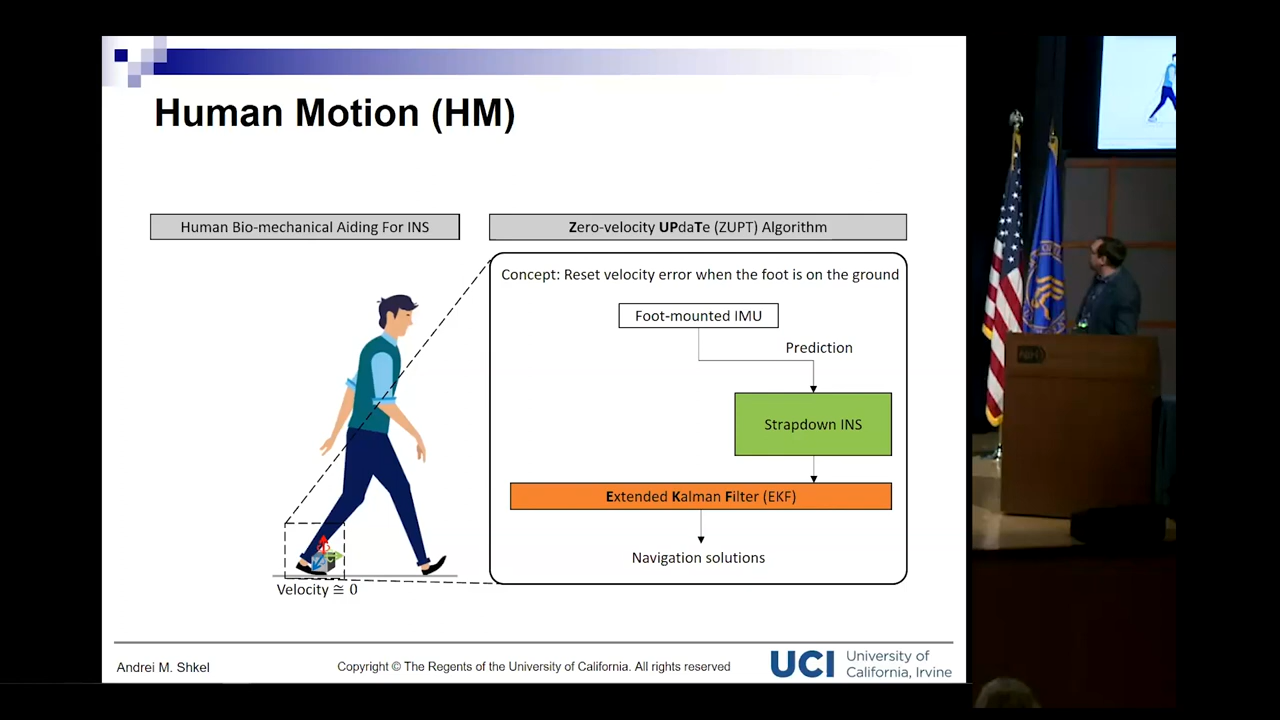 Human Motion (HM)
Human Bio-mechanical Aiding For INS
Zero-velocity UPdaTe (ZUPT) Algorithm
Concept: Reset velocity error when the foot is on the ground
Foot-mounted IMU
Prediction
Strapdown INS
Extended Kalman Filter (EKF)
Navigation solutions
Velocity ≅ 0
Andrei M. Shkel
Copyright © The Regents of the University of California. All rights reserved
UCI
University of
California, Irvine
NIH